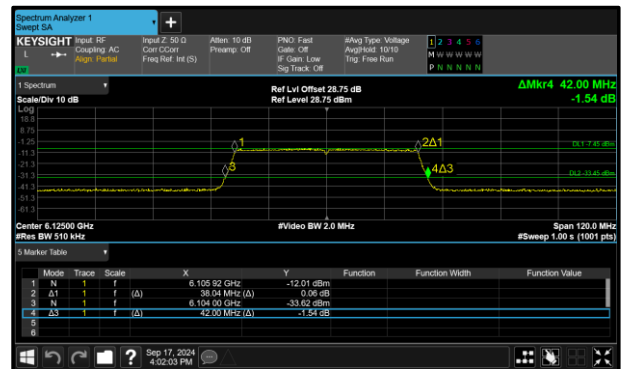 Spectrum Analyzer 1
Swept SA
KEYSIGHT Input: RF Input Z: 50 Ω Atten: 10 dB PNO: Fast #Avg Type: Voltage 1 2 3 4 5 6
L Coupling: AC Corr CCorr Preamp: Off Gate: Off Avg|Hold: 10/10 M W W W W W
Align: Partial Freq Ref: Int (S) IF Gain: Low Trig: Free Run
Sig Track: Off P N N N N N
1 Spectrum
Scale/Div 10 dB Ref Lvl Offset 28.75 dB ΔMkr4 42.00 MHz
Ref Level 28.75 dBm -1.54 dB
Log
18.8
8.75
-1.25
-11.3
-21.3
-31.3
-41.3
-51.3
-61.3
1
2Δ1
DL1 -7.45 dBm
3
4Δ3
DL2 -33.45 dBm
Center 6.12500 GHz #Video BW 2.0 MHz Span 120.0 MHz
#Res BW 510 kHz #Sweep 1.00 s (1001 pts)
5 Marker Table
Mode Trace Scale X Y Function Function Width Function Value
1 N 1 f 6.105 92 GHz -12.01 dBm
2 Δ1 1 f (Δ) 38.04 MHz (Δ) 0.06 dB
3 N 1 f 6.104 00 GHz -33.62 dBm
4 Δ3 1 f (Δ) 42.00 MHz (Δ) -1.54 dB
5
6
? Sep 17, 2024
4:02:03 PM